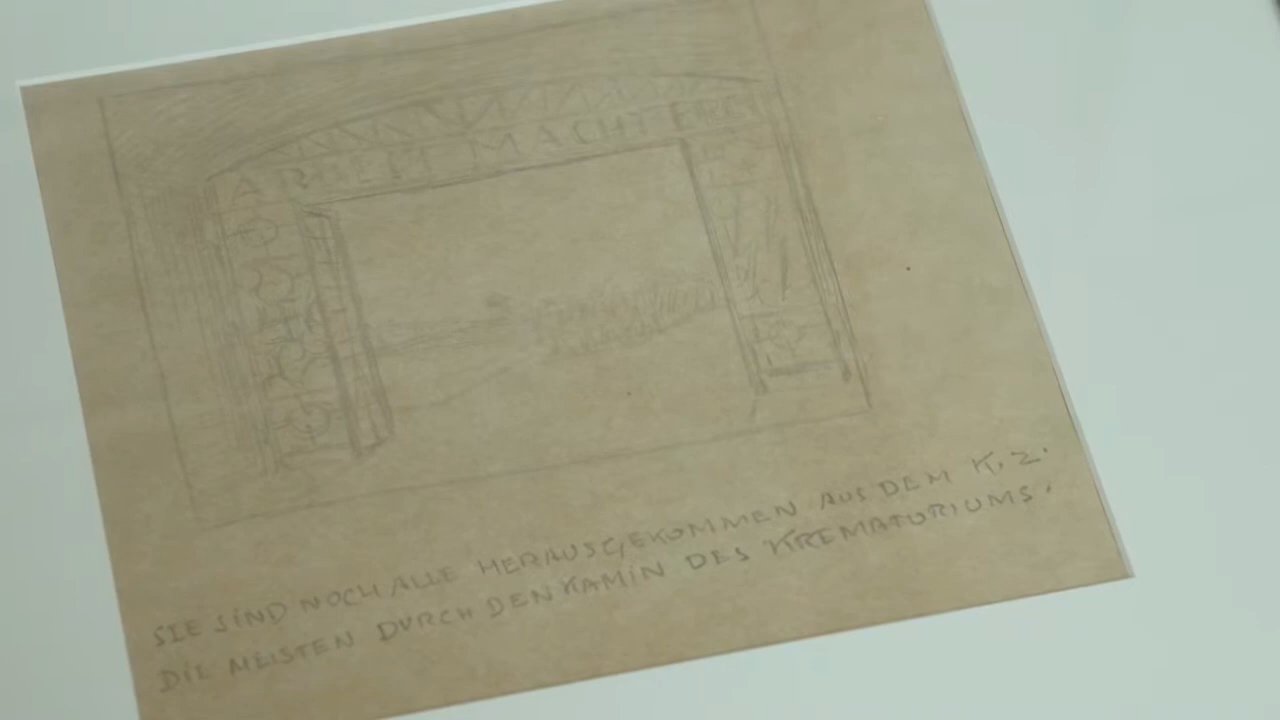 ARBEIT MACHT FREI
SIE SIND NOCH ALLE HERAUSGEKOMMEN AUS DEM K.Z.
DIE MEISTEN DURCH DEN KAMIN DES KREMATORIUMS.